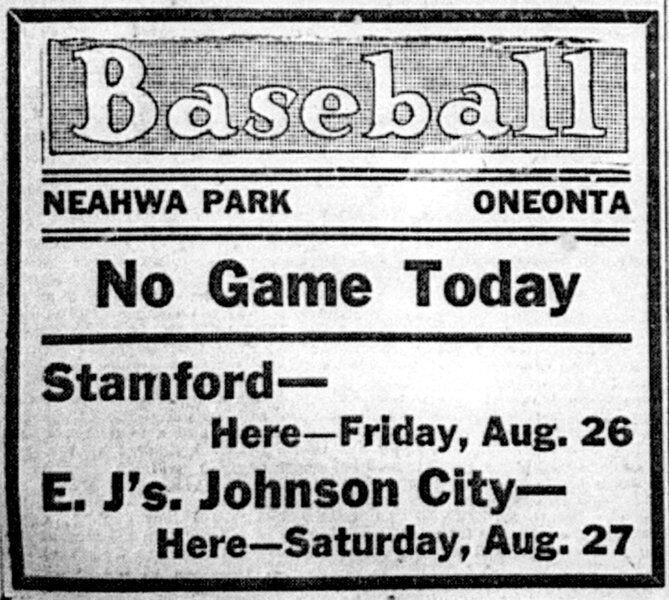 Baseball
NEAHWA PARK ONEONTA
No Game Today
Stamford—
Here—Friday, Aug. 26
E. J's. Johnson City—
Here—Saturday, Aug. 27